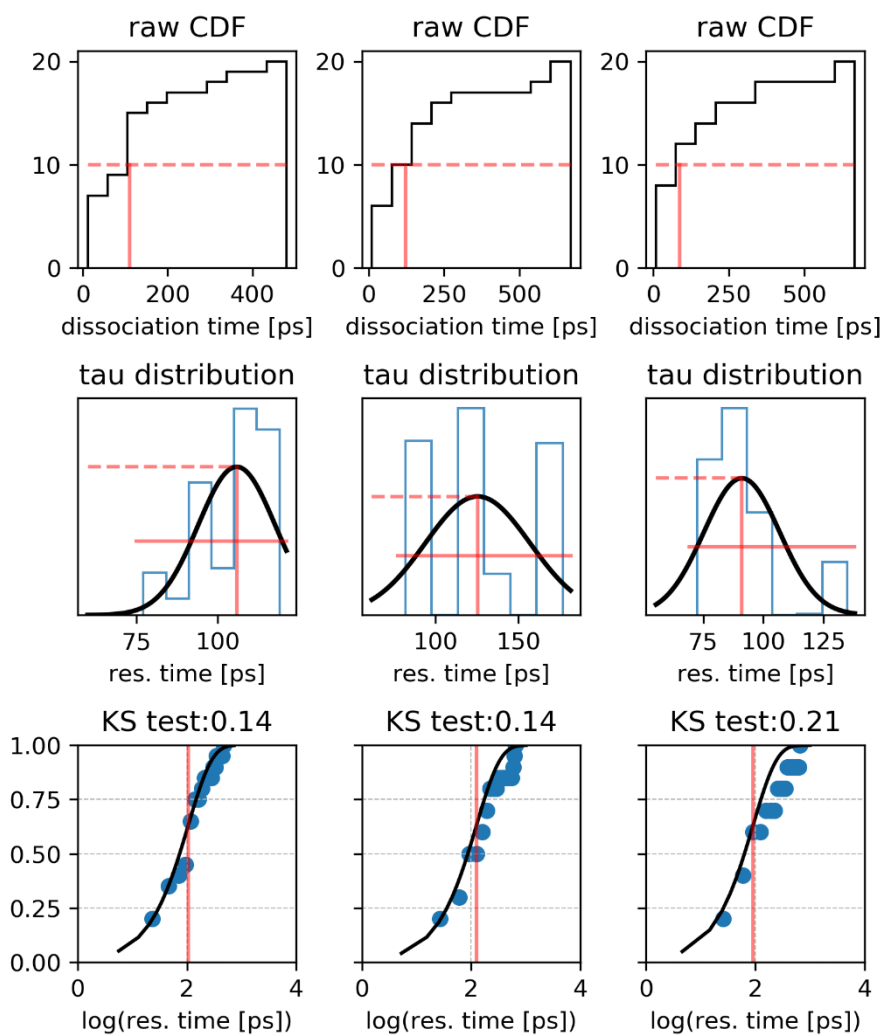 raw CDF raw CDF raw CDF
20 20 20
10 10 10
0 0 0
0 200 400 0 250 500 0 250 500
dissociation time [ps] dissociation time [ps] dissociation time [ps]
tau distribution tau distribution tau distribution
75 100 100 150 75 100 125
res. time [ps] res. time [ps] res. time [ps]
KS test:0.14 KS test:0.14 KS test:0.21
1.00
0.75
0.50
0.25
0.00
0 2 4 0 2 4 0 2 4
log(res. time [ps]) log(res. time [ps]) log(res. time [ps])